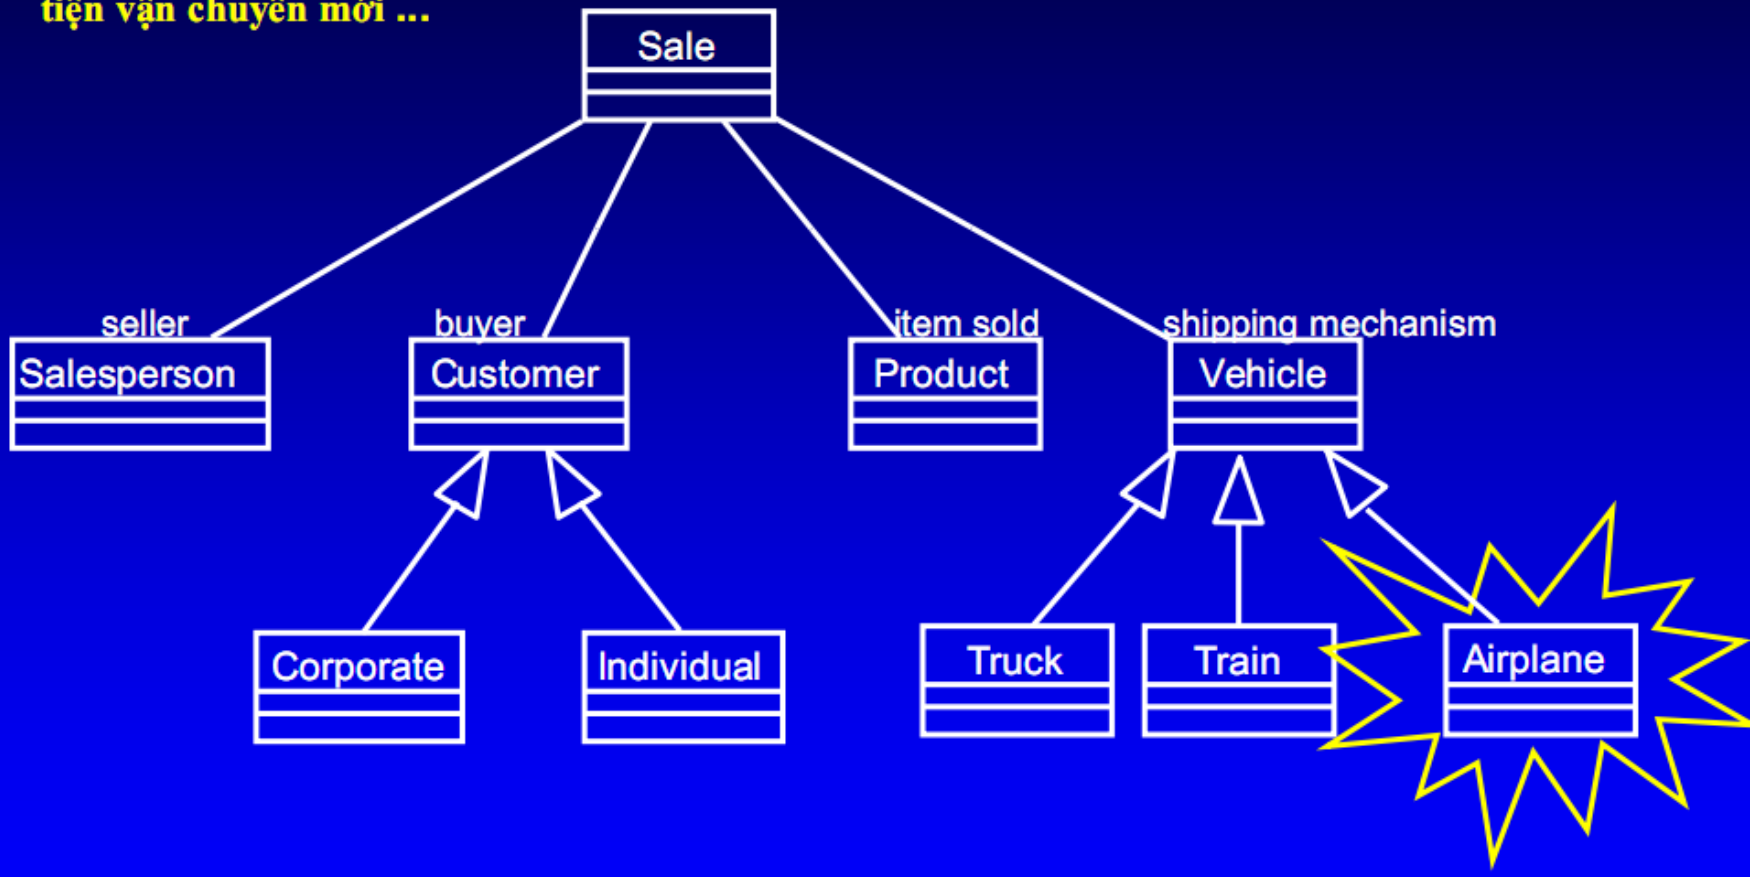 tiện vận chuyển mới ...
Sale
seller
buyer
item sold
shipping mechanism
Salesperson
Customer
Product
Vehicle
Corporate
Individual
Truck
Train
Airplane